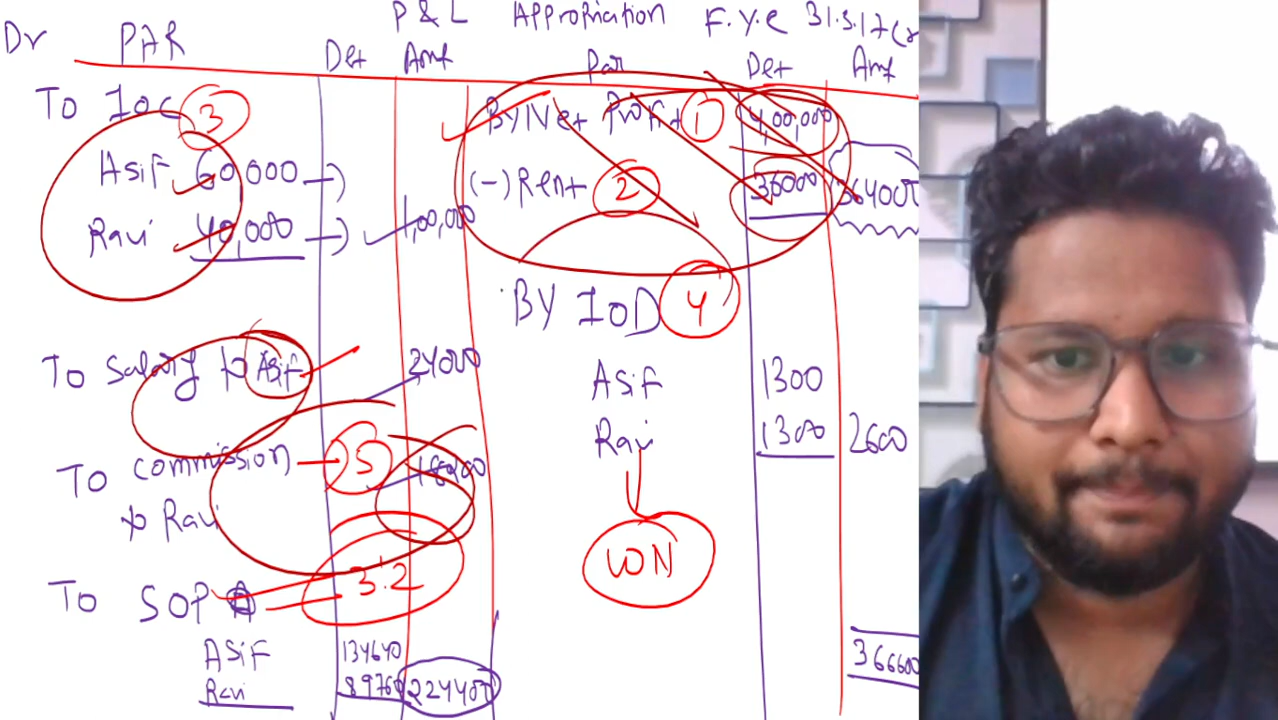 P & L Appropriation F.Y.E 31.3.17
Dr PAR Det Amt Par Det Amt
To IOC 3
Asif 60,000
Ravi 40,000 1,00,000
By Net Profit 1 4,00,000
(-) Rent 2 36000 364000
BY IOD 4
Asif 1300
Ravi 1300 2600
WN
To Salary to Asif 24000
To commission 5
to Ravi
To SOP 3:2
ASiF 134640
Ravi 89760 224400
366600